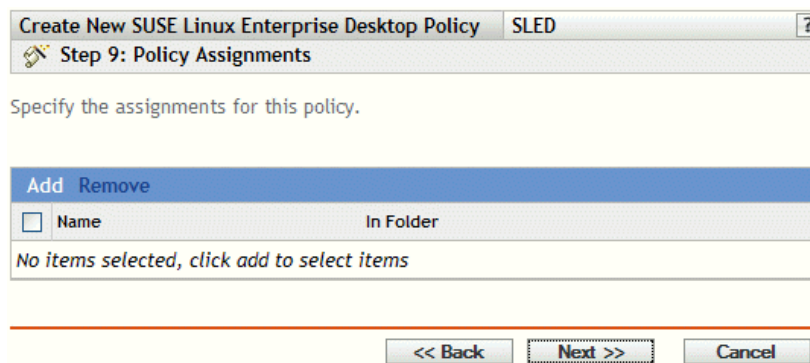 Create New SUSE Linux Enterprise Desktop Policy SLED ?
Step 9: Policy Assignments
Specify the assignments for this policy.
Add Remove
Name In Folder
No items selected, click add to select items
<< Back Next >> Cancel